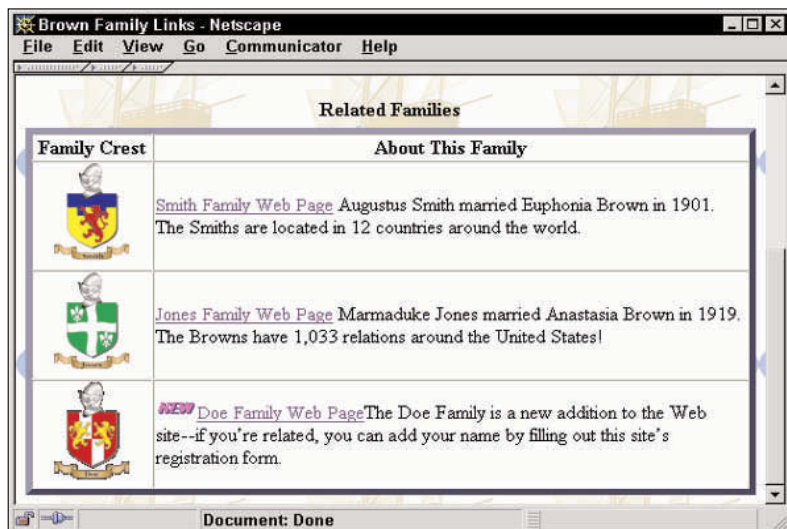 Brown Family Links - Netscape
File Edit View Go Communicator Help
Related Families
Family Crest About This Family
Smith Family Web Page Augustus Smith married Euphonia Brown in 1901.
The Smiths are located in 12 countries around the world.
Smith
Jones Family Web Page Marmaduke Jones married Anastasia Brown in 1919.
The Browns have 1,033 relations around the United States!
Jones
NEW Doe Family Web PageThe Doe Family is a new addition to the Web
site--if you're related, you can add your name by filling out this site's
registration form.
Doe
Document: Done